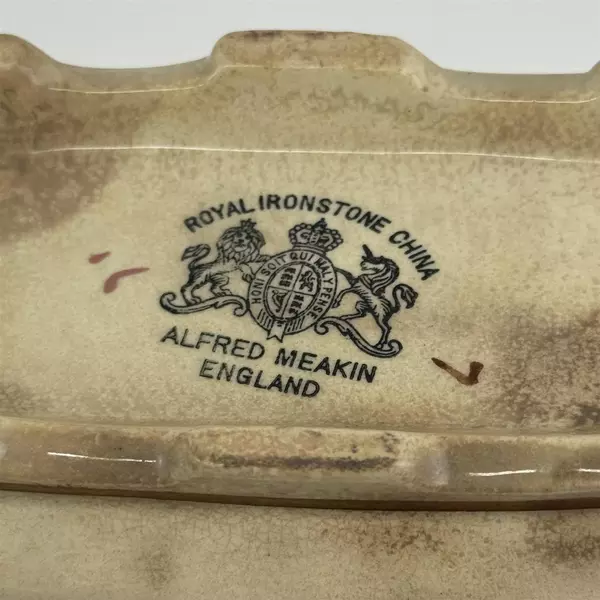 ROYAL IRONSTONE CHINA
HONI SOIT QUI MAL Y PENSE
ALFRED MEAKIN
ENGLAND